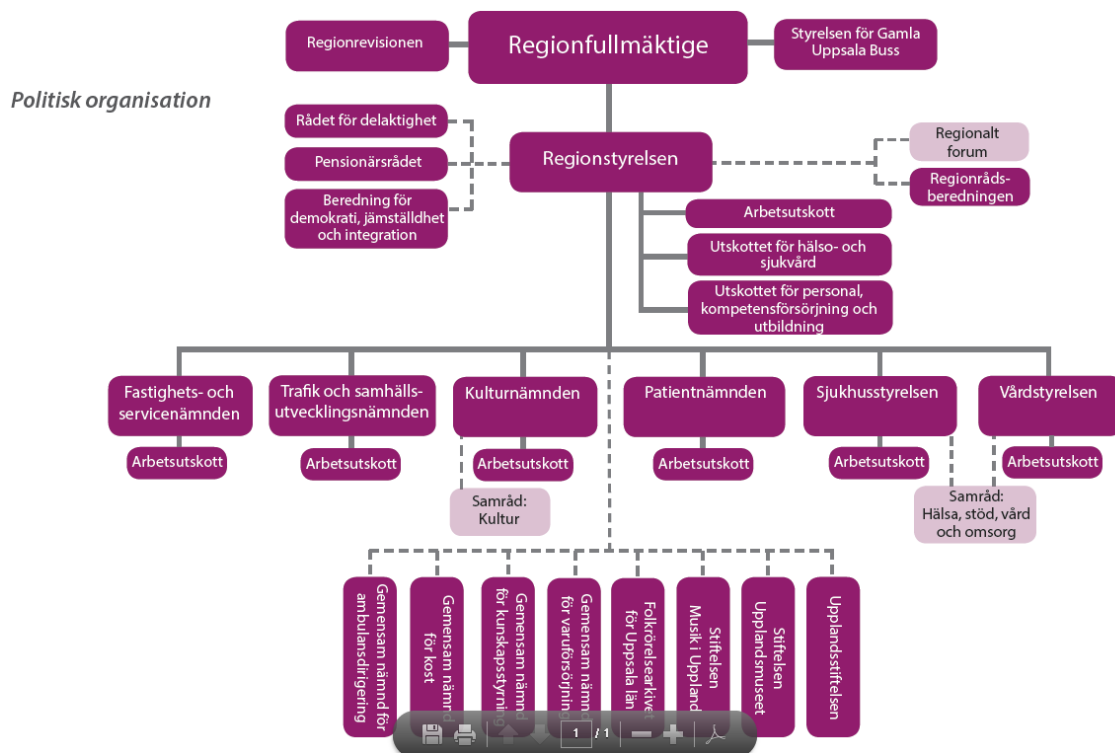 Politisk organisation
Regionrevisionen
Regionfullmäktige
Styrelsen för Gamla
Uppsala Buss
Rådet för delaktighet
Pensionärsrådet
Beredning för
demokrati, jämställdhet
och integration
Regionstyrelsen
Regionalt
forum
Regionråds-
beredningen
Arbetsutskott
Utskottet för hälso- och
sjukvård
Utskottet för personal,
kompetensförsörjning och
utbildning
Fastighets- och
servicenämnden
Trafik och samhälls-
utvecklingsnämnden
Kulturnämnden
Patientnämnden
Sjukhusstyrelsen
Vårdstyrelsen
Arbetsutskott
Arbetsutskott
Arbetsutskott
Arbetsutskott
Arbetsutskott
Arbetsutskott
Samråd:
Kultur
Samråd:
Hälsa, stöd, vård
och omsorg
Gemensam nämnd för
ambulansdirigering
Gemensam nämnd
för kost
Gemensam nämnd
för kunskapsstyrning
Gemensam nämnd
för varuförsörjning
Folkrörelsearkivet
för Uppsala län
Stiftelsen
Musik i Uppland
Stiftelsen
Upplandsmuseet
Upplandsstiftelsen
1 / 1